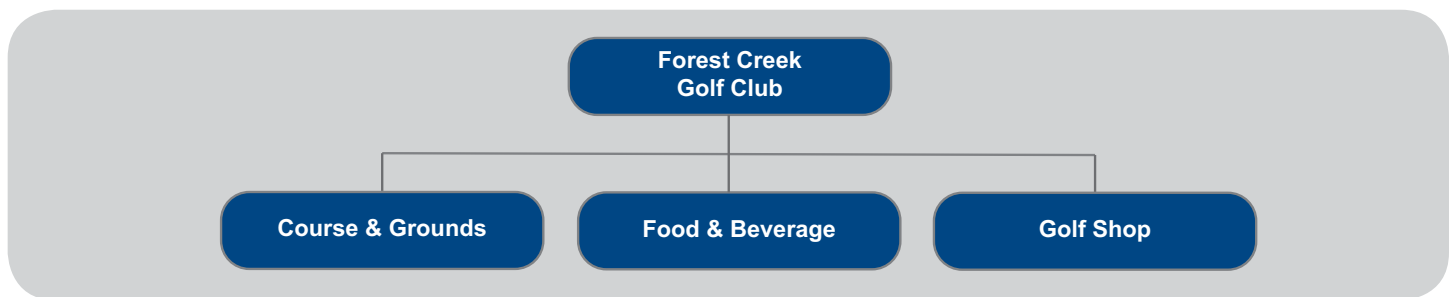 Forest Creek
Golf Club
Course & Grounds
Food & Beverage
Golf Shop